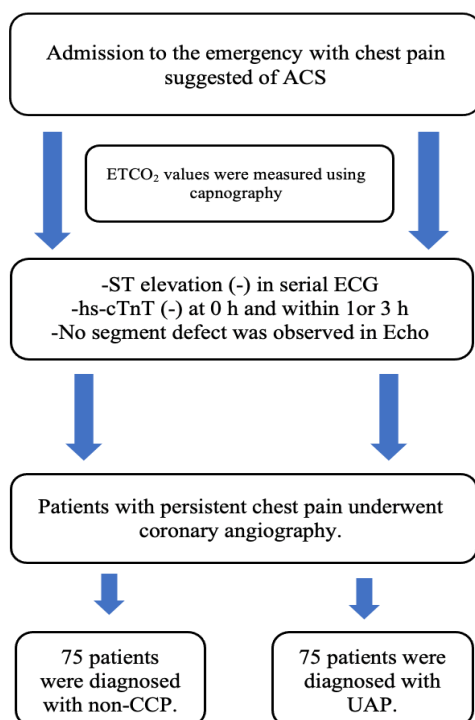 Admission to the emergency with chest pain
suggested of ACS
ETCO₂ values were measured using
capnography
-ST elevation (-) in serial ECG
-hs-cTnT (-) at 0 h and within 1or 3 h
-No segment defect was observed in Echo
Patients with persistent chest pain underwent
coronary angiography.
75 patients
were diagnosed
with non-CCP.
75 patients were
diagnosed with
UAP.